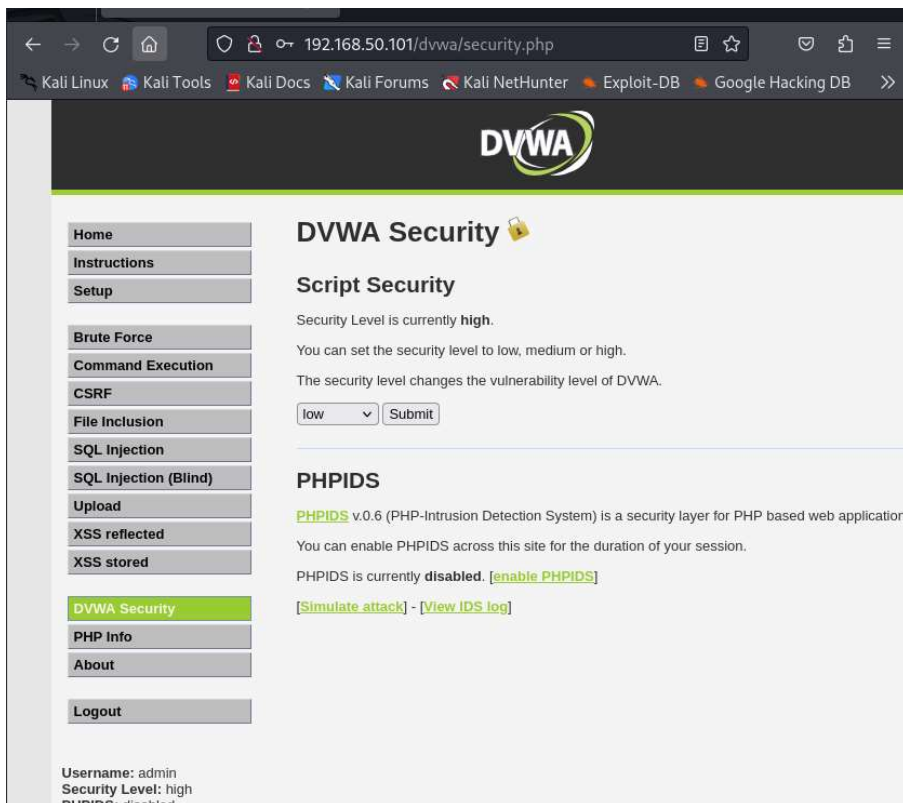 192.168.50.101/dvwa/security.php
Kali Linux Kali Tools Kali Docs Kali Forums Kali NetHunter Exploit-DB Google Hacking DB
DVWA
Home
Instructions
Setup
Brute Force
Command Execution
CSRF
File Inclusion
SQL Injection
SQL Injection (Blind)
Upload
XSS reflected
XSS stored
DVWA Security
PHP Info
About
Logout
DVWA Security
Script Security
Security Level is currently high.
You can set the security level to low, medium or high.
The security level changes the vulnerability level of DVWA.
low Submit
PHPIDS
PHPIDS v.0.6 (PHP-Intrusion Detection System) is a security layer for PHP based web application
You can enable PHPIDS across this site for the duration of your session.
PHPIDS is currently disabled. [enable PHPIDS]
[Simulate attack] - [View IDS log]
Username: admin
Security Level: high
PHPIDS: disabled